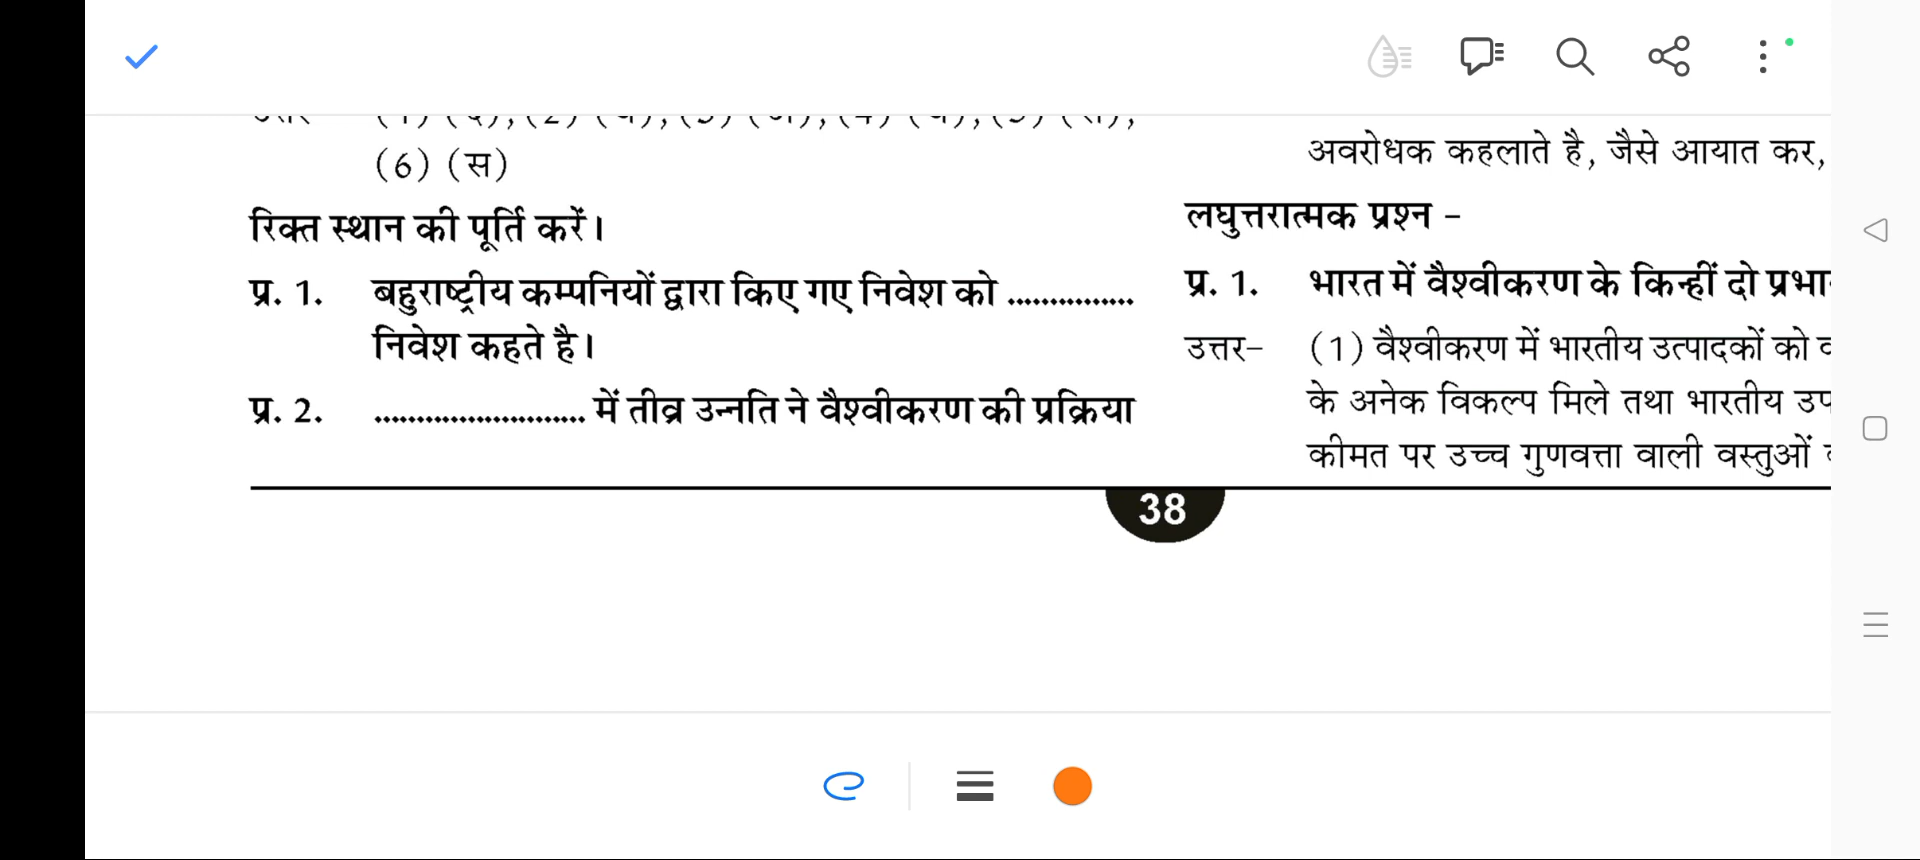 (6) (स)
रिक्त स्थान की पूर्ति करें।
प्र. 1. बहुराष्ट्रीय कम्पनियों द्वारा किए गए निवेश को ...............
निवेश कहते है।
प्र. 2. ......................... में तीव्र उन्नति ने वैश्वीकरण की प्रक्रिया
अवरोधक कहलाते है, जैसे आयात कर,
लघुत्तरात्मक प्रश्न –
प्र. 1. भारत में वैश्वीकरण के किन्हीं दो
उत्तर– (1) वैश्वीकरण में भारतीय उत्पादकों को
के अनेक विकल्प मिले तथा भारतीय
कीमत पर उच्च गुणवत्ता वाली वस्तुओं
38